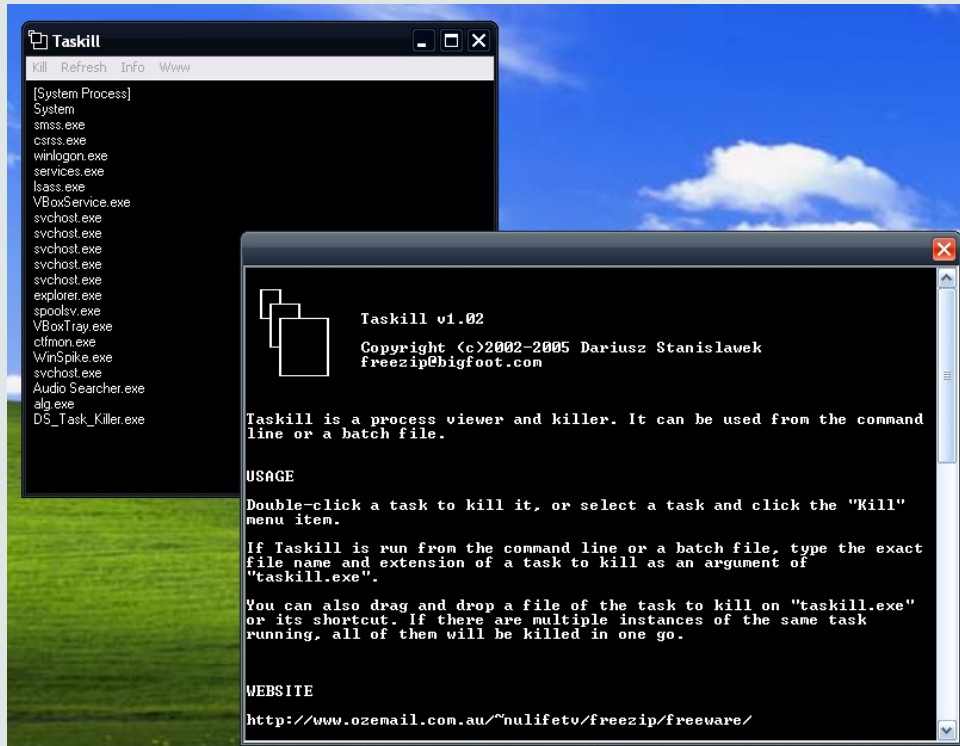 Taskill
Kill Refresh Info Www
[System Process]
System
smss.exe
csrss.exe
winlogon.exe
services.exe
lsass.exe
VBoxService.exe
svchost.exe
svchost.exe
svchost.exe
svchost.exe
svchost.exe
explorer.exe
spoolsv.exe
VBoxTray.exe
ctfmon.exe
WinSpike.exe
svchost.exe
Audio Searcher.exe
alg.exe
DS_Task_Killer.exe
Taskill v1.02
Copyright (c)2002-2005 Dariusz Stanislawek
freezip@bigfoot.com
Taskill is a process viewer and killer. It can be used from the command
line or a batch file.
USAGE
Double-click a task to kill it, or select a task and click the "Kill"
menu item.
If Taskill is run from the command line or a batch file, type the exact
file name and extension of a task to kill as an argument of
"taskill.exe".
You can also drag and drop a file of the task to kill on "taskill.exe"
or its shortcut. If there are multiple instances of the same task
running, all of them will be killed in one go.
WEBSITE
http://www.ozemail.com.au/~nulifetv/freezip/freeware/